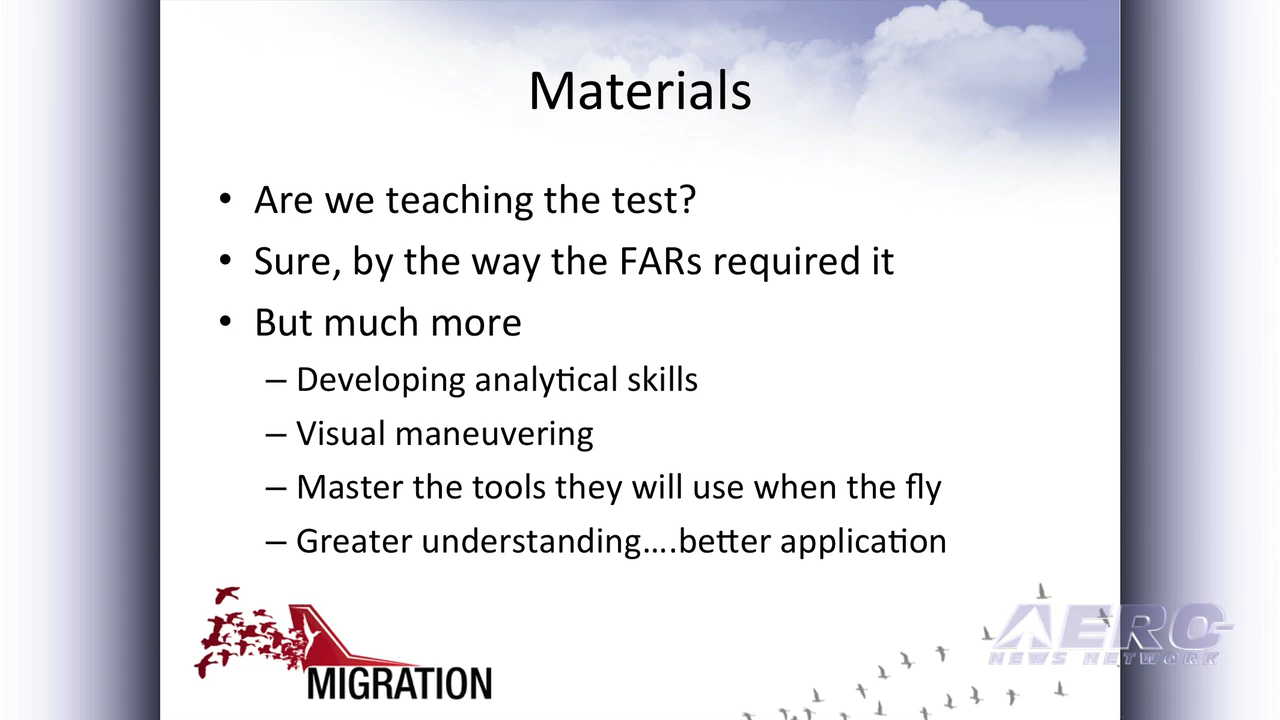 Materials
• Are we teaching the test?
• Sure, by the way the FARs required it
• But much more
– Developing analytical skills
– Visual maneuvering
– Master the tools they will use when the fly
– Greater understanding….better application
MIGRATION
AERO
NEWS NETWORK